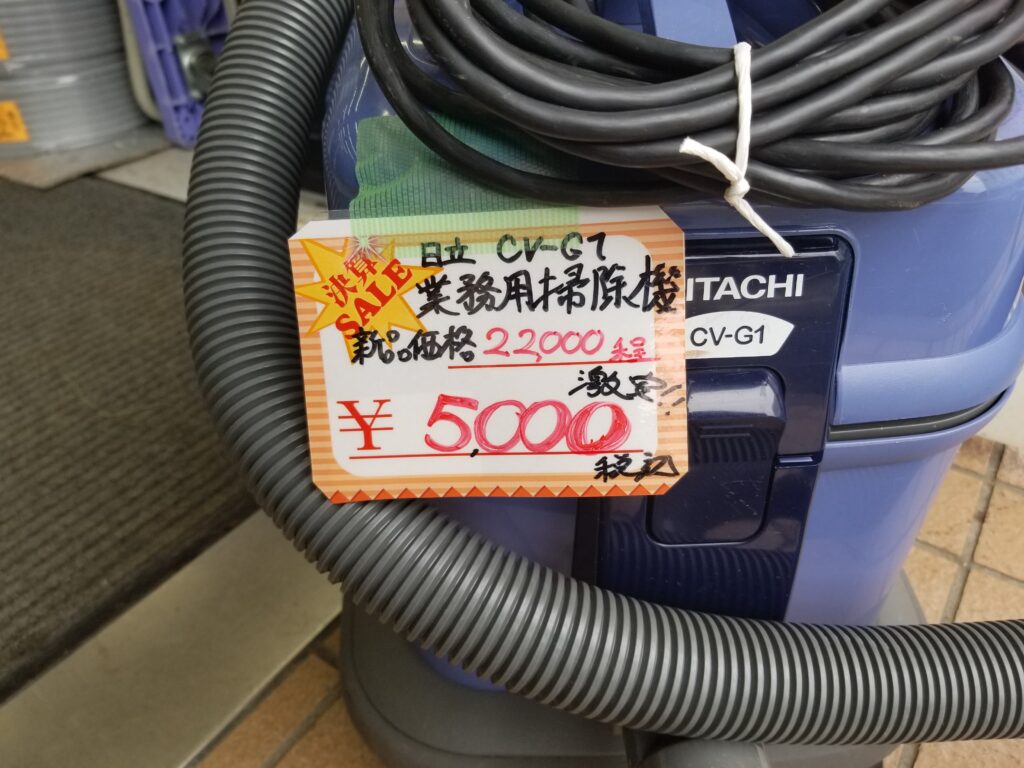 決算
SALE
日立 CV-G1
業務用掃除機
新品価格 22,000 程
激安!!
¥ 5,000
税込
ITACHI
CV-G1